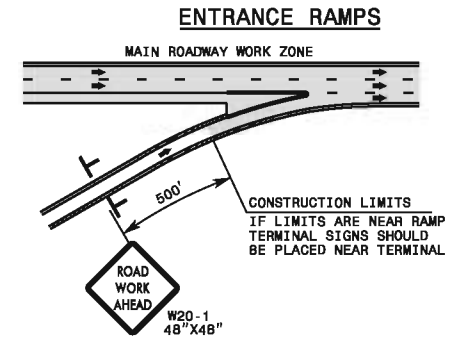 ENTRANCE RAMPS
MAIN ROADWAY WORK ZONE
500'
CONSTRUCTION LIMITS
IF LIMITS ARE NEAR RAMP
TERMINAL SIGNS SHOULD
BE PLACED NEAR TERMINAL
ROAD
WORK
AHEAD
W20-1
48"X48"